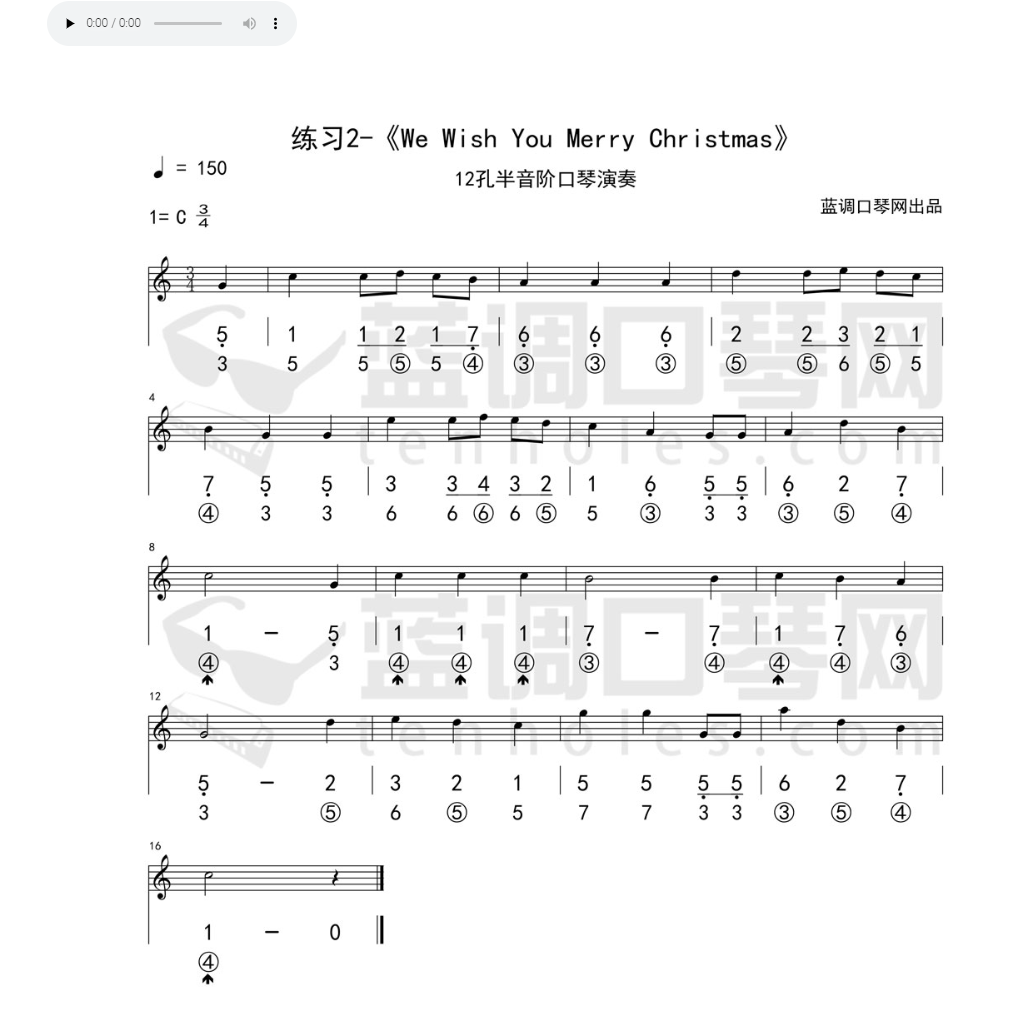 0:00 / 0:00
练习2-《We Wish You Merry Christmas》
♩ = 150
12孔半音阶口琴演奏
1= C 3/4
蓝调口琴网出品
5̣ | 1 1 2 1 7̣ | 6̣ 6̣ 6̣ | 2 2 3 2 1 |
3 5 5 ⑤ 5 ④ ③ ③ ③ ⑤ ⑤ 6 ⑤ 5
4
7̣ 5̣ 5̣ | 3 3 4 3 2 | 1 6̣ 5̣ 5̣ | 6̣ 2 7̣ |
④ 3 3 6 6 ⑥ 6 ⑤ 5 ③ 3 3 ③ ⑤ ④
8
1 - 5̣ | 1 1 1 | 7̣ - 7̣ | 1 7̣ 6̣ |
④ 3 ④ ④ ④ ③ ④ ④ ④ ③
12
5̣ - 2 | 3 2 1 | 5 5 5̣ 5̣ | 6 2 7̣ |
3 ⑤ 6 ⑤ 5 7 7 3 3 ③ ⑤ ④
16
1 - 0
④
蓝调口琴网
tenholes.com
蓝调口琴网
tenholes.com